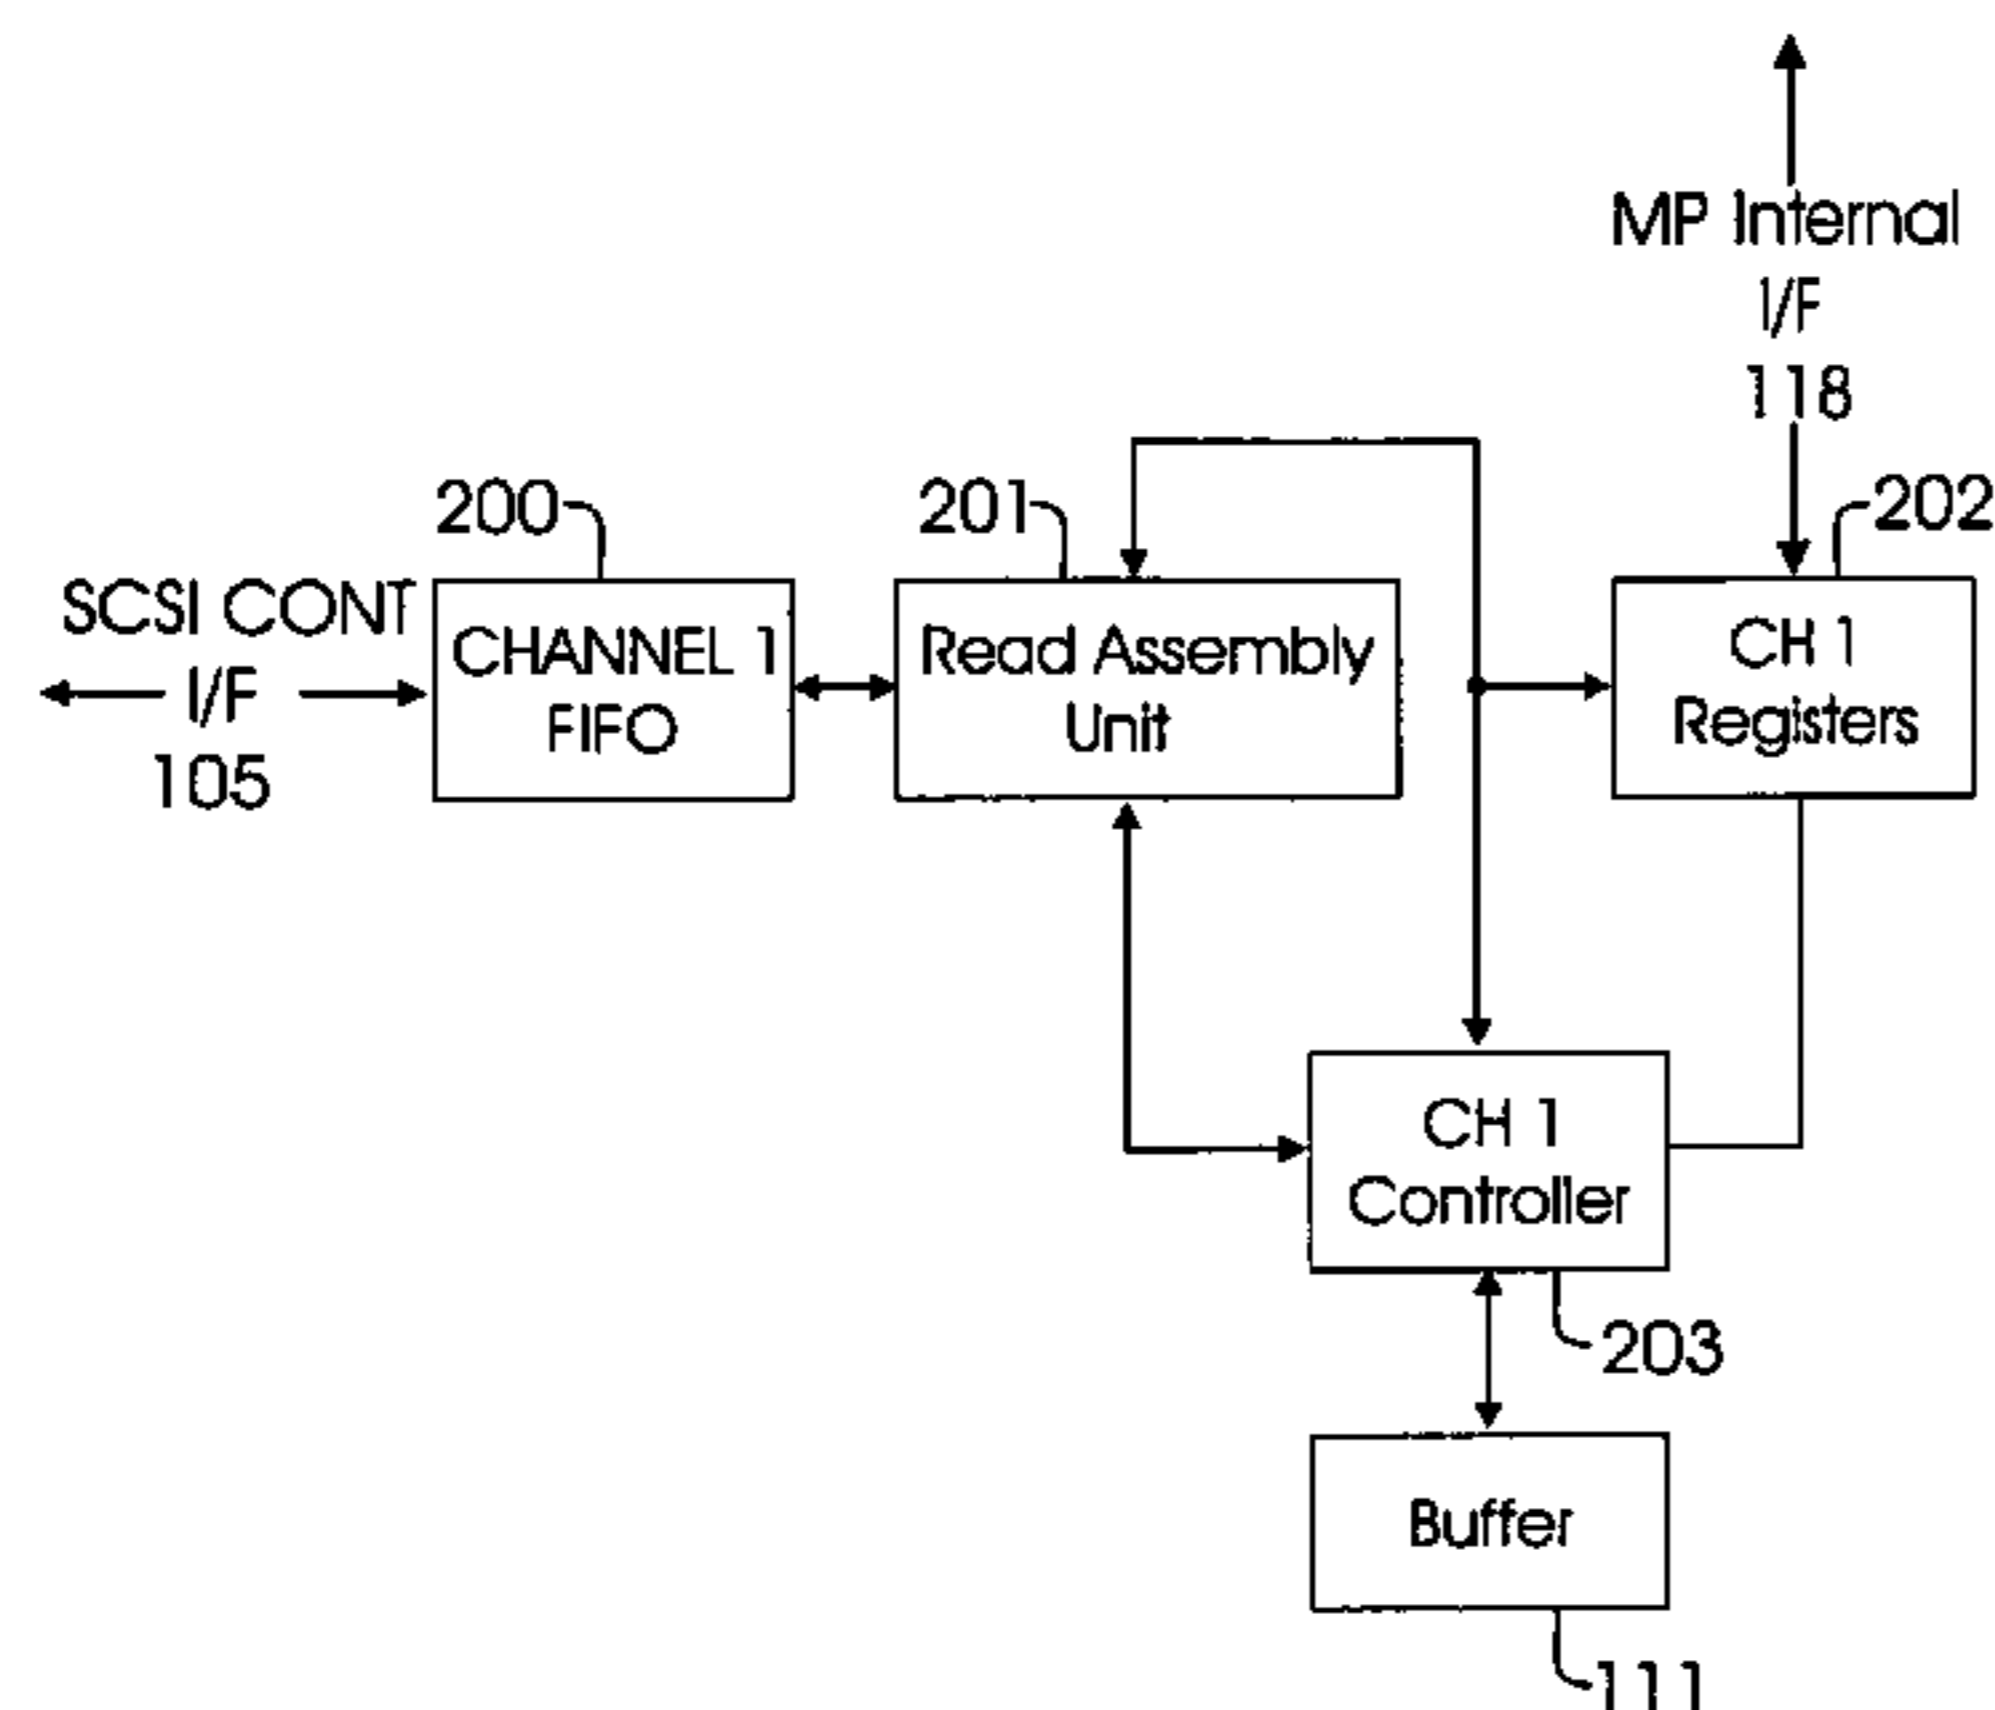 MP Internal
I/F
118
200
201
202
SCSI CONT
I/F
105
CHANNEL 1
FIFO
Read Assembly
Unit
CH 1
Registers
CH 1
Controller
203
Buffer
111